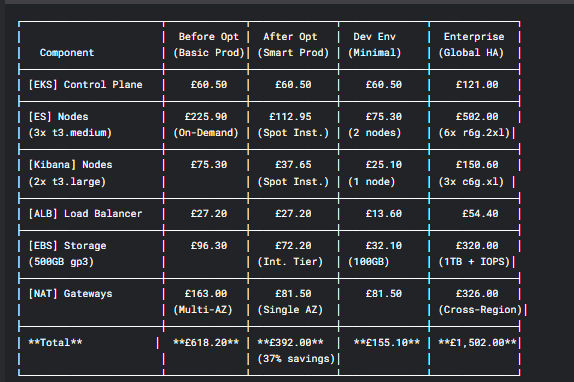 Before Opt After Opt Dev Env Enterprise
Component (Basic Prod) (Smart Prod) (Minimal) (Global HA)
[EKS] Control Plane £60.50 £60.50 £60.50 £121.00
[ES] Nodes £225.90 £112.95 £75.30 £502.00
(3x t3.medium) (On-Demand) (Spot Inst.) (2 nodes) (6x r6g.2xl)
[Kibana] Nodes £75.30 £37.65 £25.10 £150.60
(2x t3.large) (Spot Inst.) (1 node) (3x c6g.xl)
[ALB] Load Balancer £27.20 £27.20 £13.60 £54.40
[EBS] Storage £96.30 £72.20 £32.10 £320.00
(500GB gp3) (Int. Tier) (100GB) (1TB + IOPS)
[NAT] Gateways £163.00 £81.50 £81.50 £326.00
(Multi-AZ) (Single AZ) (Cross-Region)
**Total** **£618.20** **£392.00** **£155.10** **£1,502.00**
(37% savings)